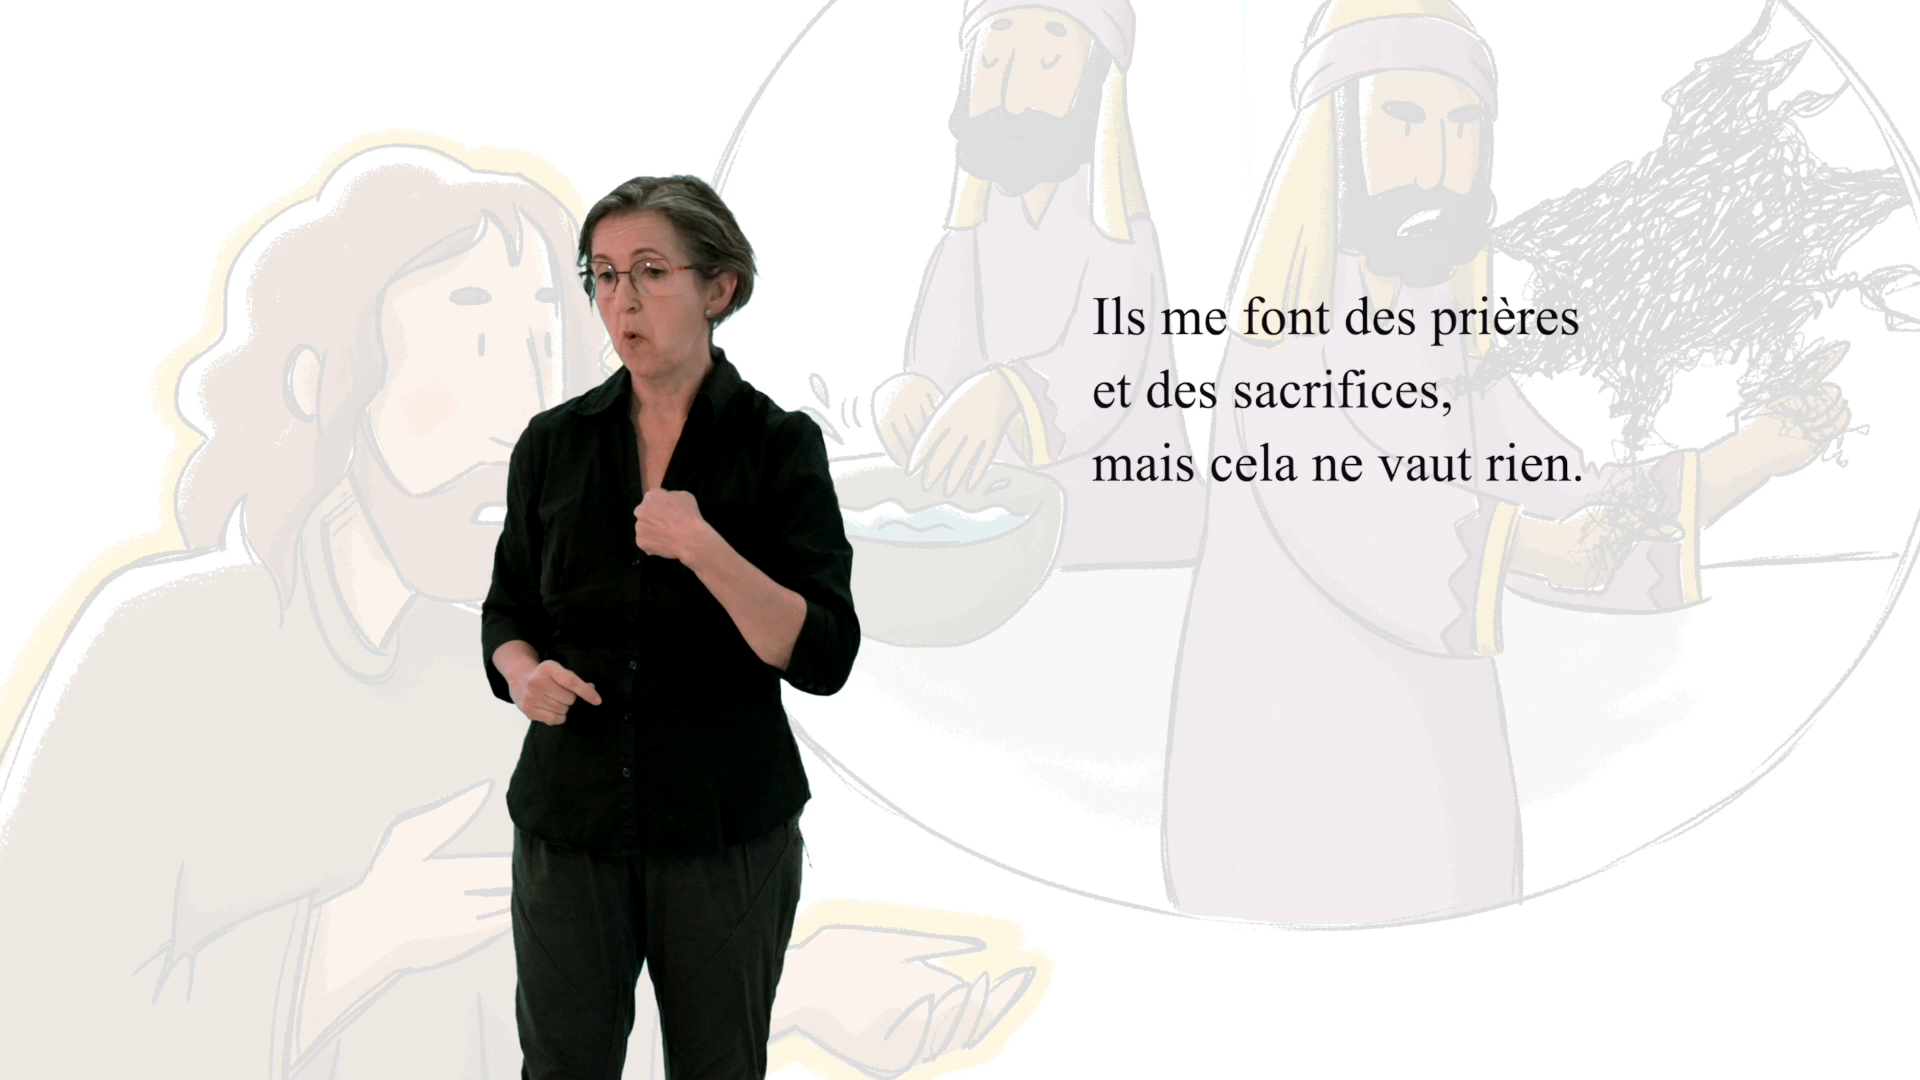 Ils me font des prières
et des sacrifices,
mais cela ne vaut rien.